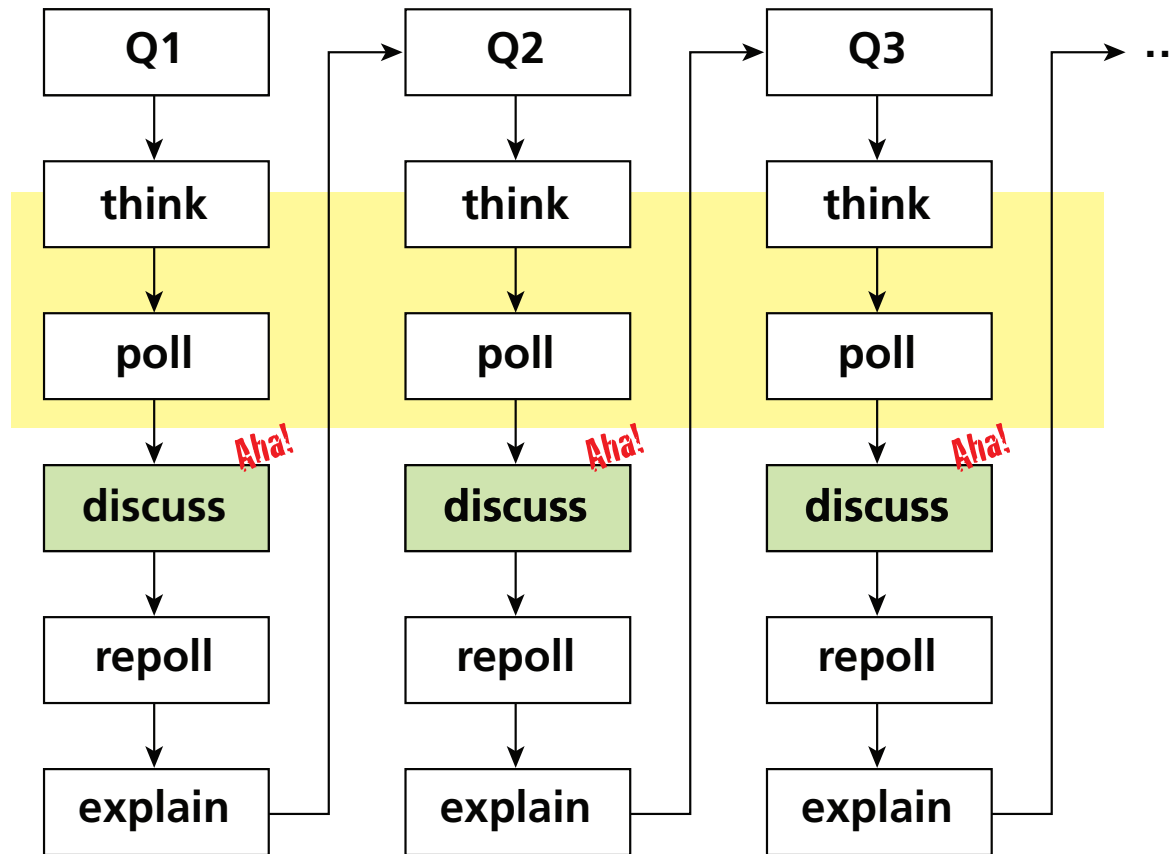 Q1
think
poll
Aha!
discuss
repoll
explain
Q2
think
poll
Aha!
discuss
repoll
explain
Q3
think
poll
Aha!
discuss
repoll
explain
..